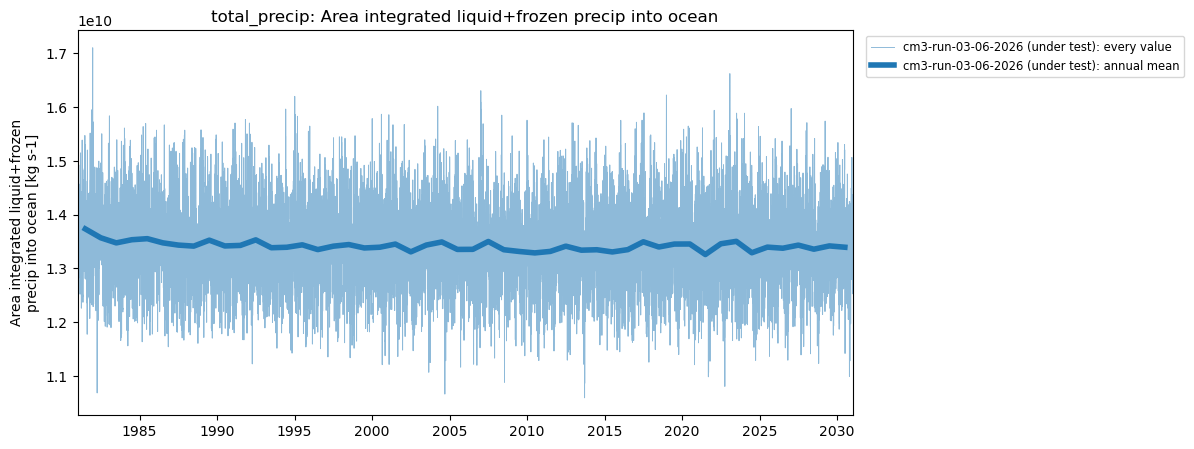 total_precip: Area integrated liquid+frozen precip into ocean
1e10
1.7
1.6
1.5
1.4
1.3
1.2
1.1
Area integrated liquid+frozen
precip into ocean [kg s-1]
1985
1990
1995
2000
2005
2010
2015
2020
2025
2030
cm3-run-03-06-2026 (under test): every value
cm3-run-03-06-2026 (under test): annual mean